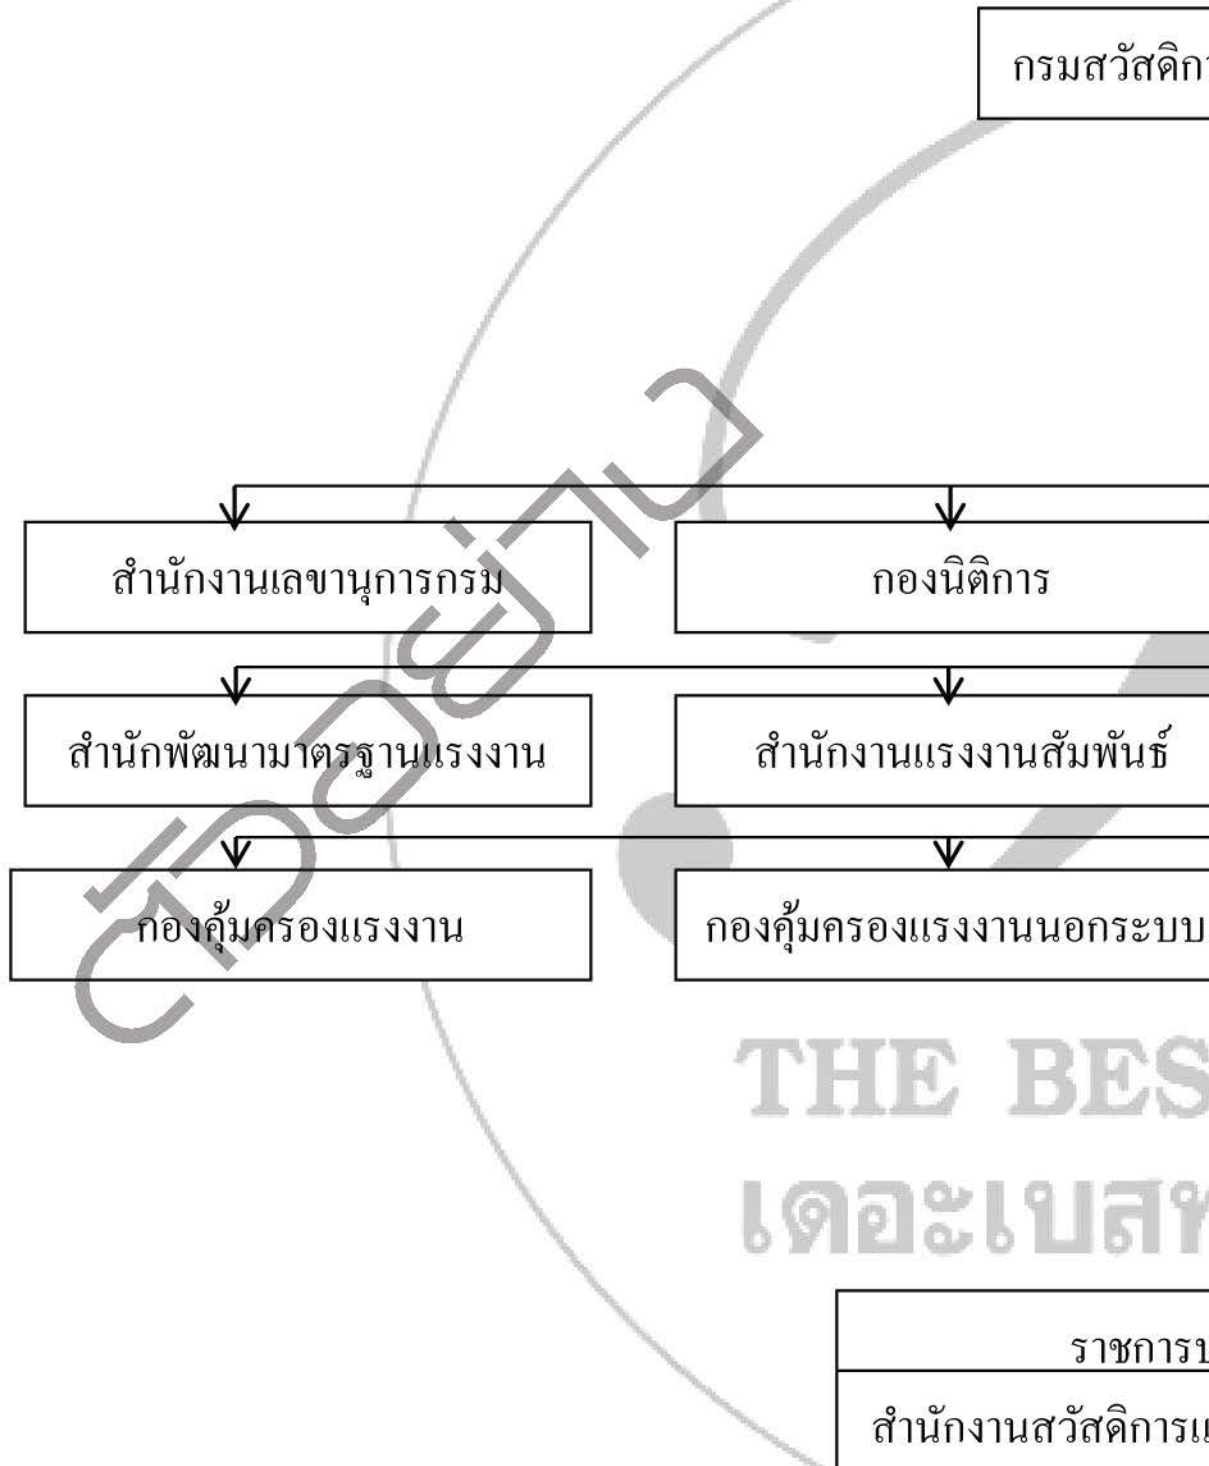 กรมสวัสดิกา
สำนักงานเลขานุการกรม
กองนิติการ
สำนักพัฒนามาตรฐานแรงงาน
สำนักงานแรงงานสัมพันธ์
กองคุ้มครองแรงงาน
กองคุ้มครองแรงงานนอกระบบ
ตัวอย่าง
THE BES
เดอะเบสท
ราชการบ
สำนักงานสวัสดิการแ